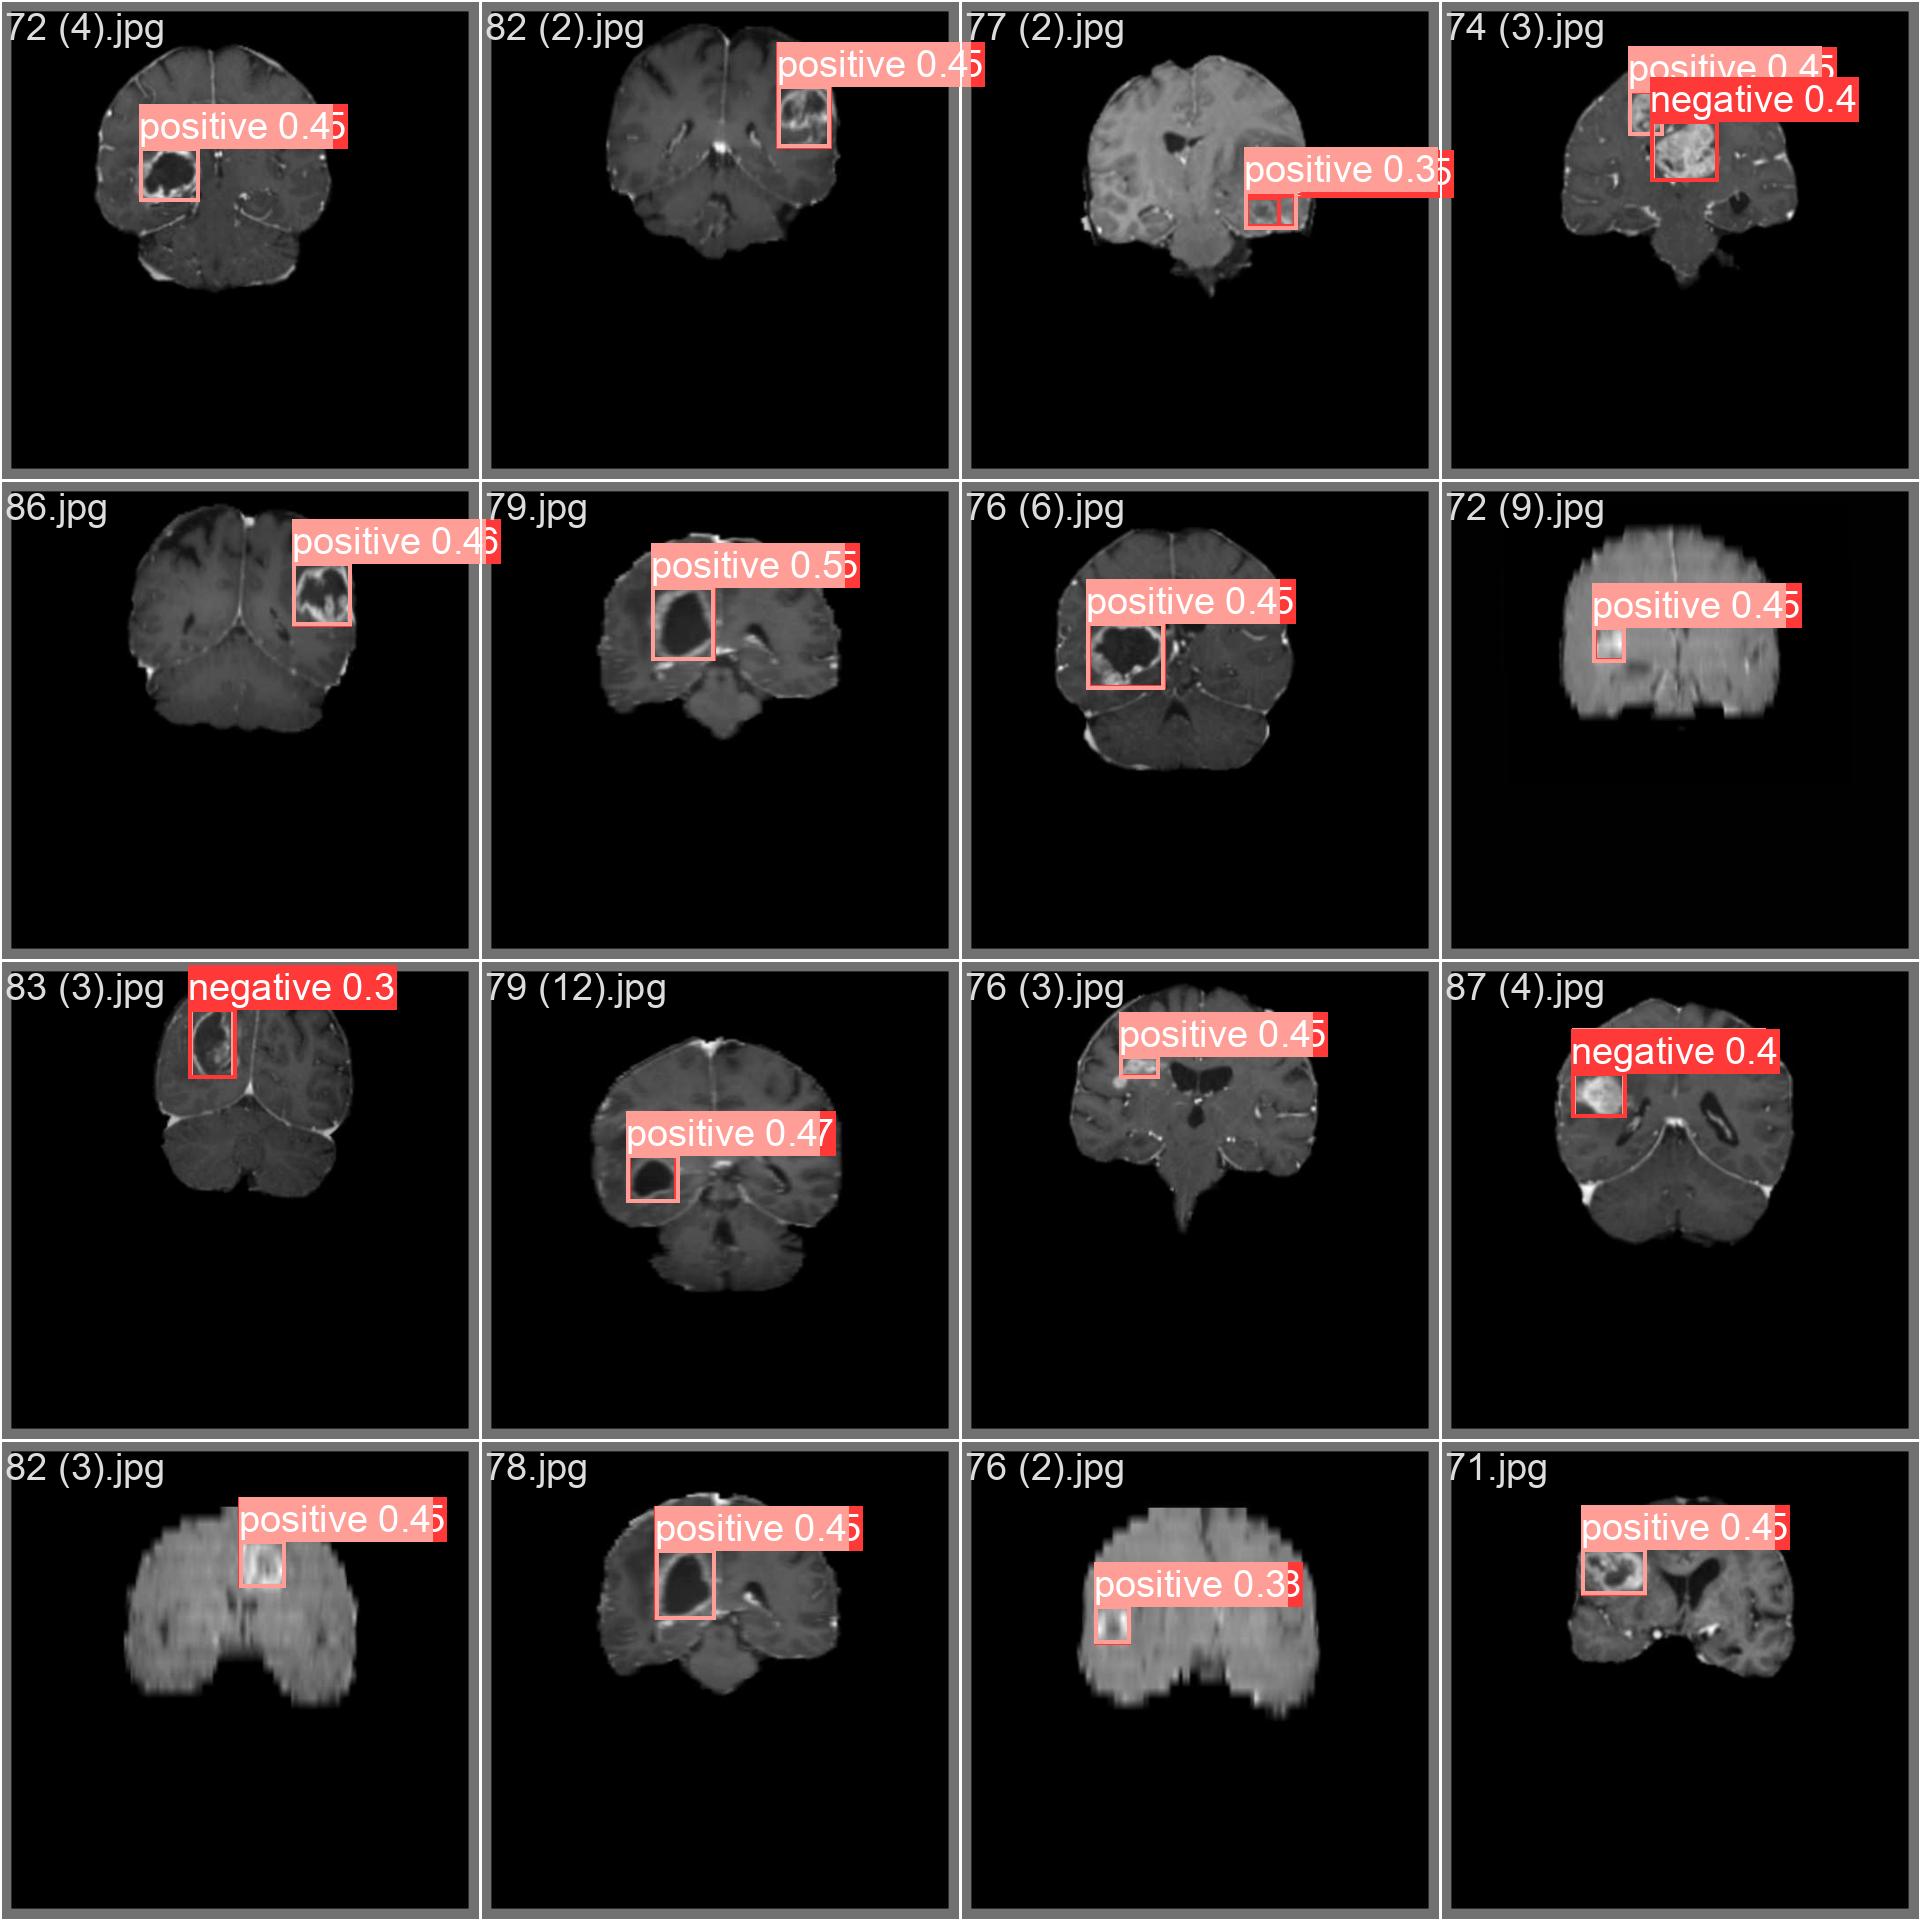 72 (4).jpg
positive 0.4
82 (2).jpg
positive 0.4
77 (2).jpg
positive 0.3
74 (3).jpg
positive 0.4
negative 0.4
86.jpg
positive 0.4
79.jpg
positive 0.5
76 (6).jpg
positive 0.4
72 (9).jpg
positive 0.4
83 (3).jpg
negative 0.3
79 (12).jpg
positive 0.4
76 (3).jpg
positive 0.4
87 (4).jpg
negative 0.4
82 (3).jpg
positive 0.4
78.jpg
positive 0.4
76 (2).jpg
positive 0.3
71.jpg
positive 0.4